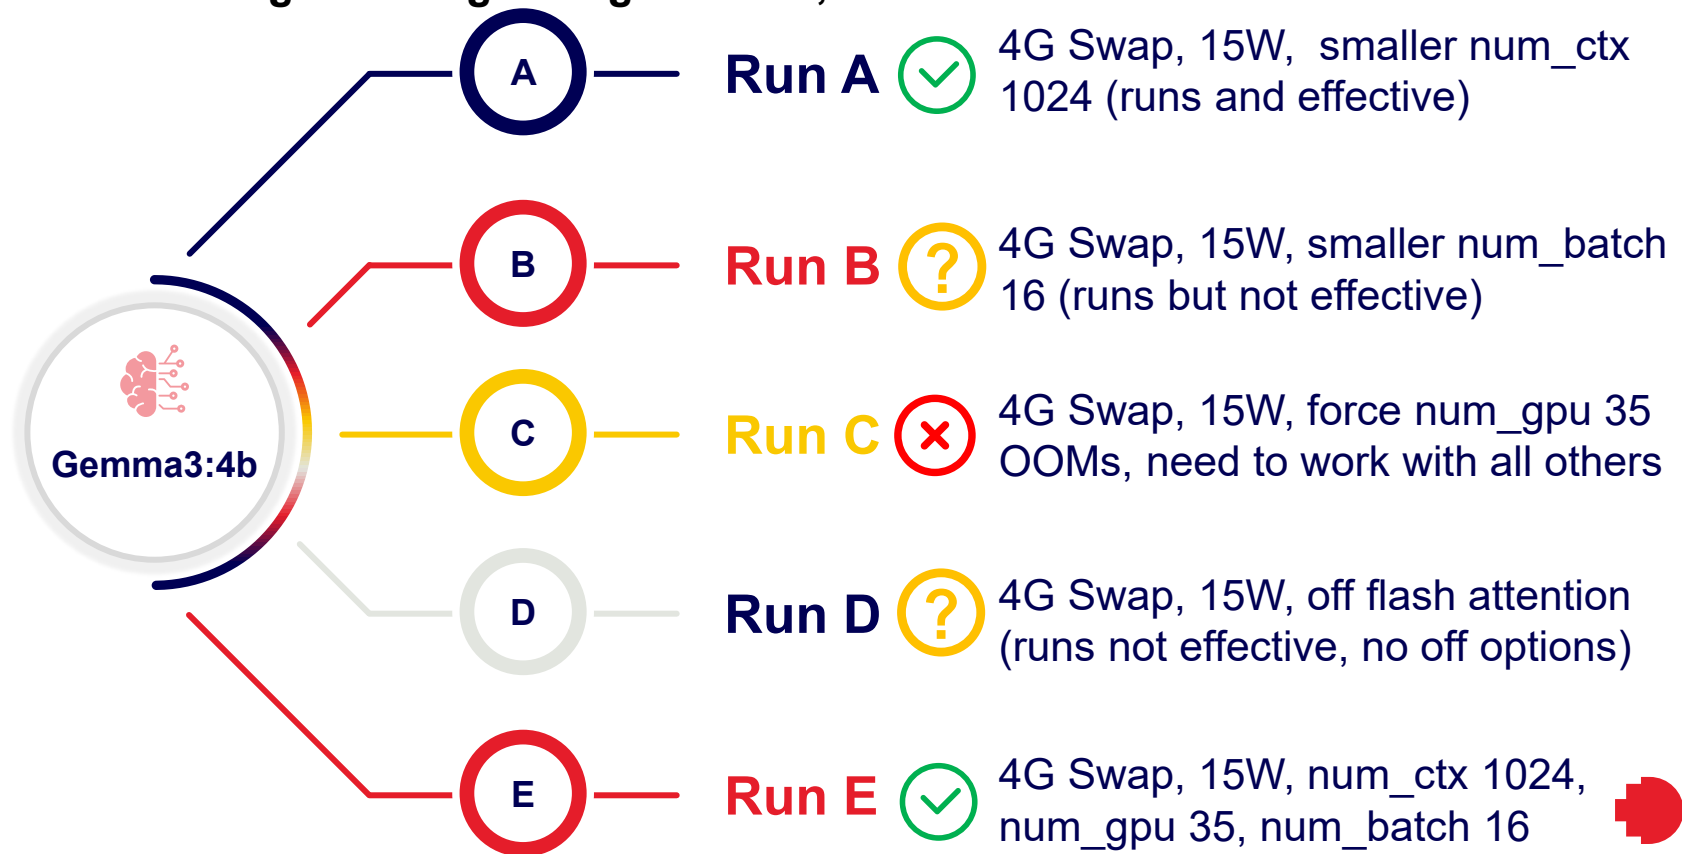 A
Run A
4G Swap, 15W, smaller num_ctx
1024 (runs and effective)
B
Run B
?
4G Swap, 15W, smaller num_batch
16 (runs but not effective)
Gemma3:4b
C
Run C
4G Swap, 15W, force num_gpu 35
OOMs, need to work with all others
D
Run D
?
4G Swap, 15W, off flash attention
(runs not effective, no off options)
E
Run E
4G Swap, 15W, num_ctx 1024,
num_gpu 35, num_batch 16